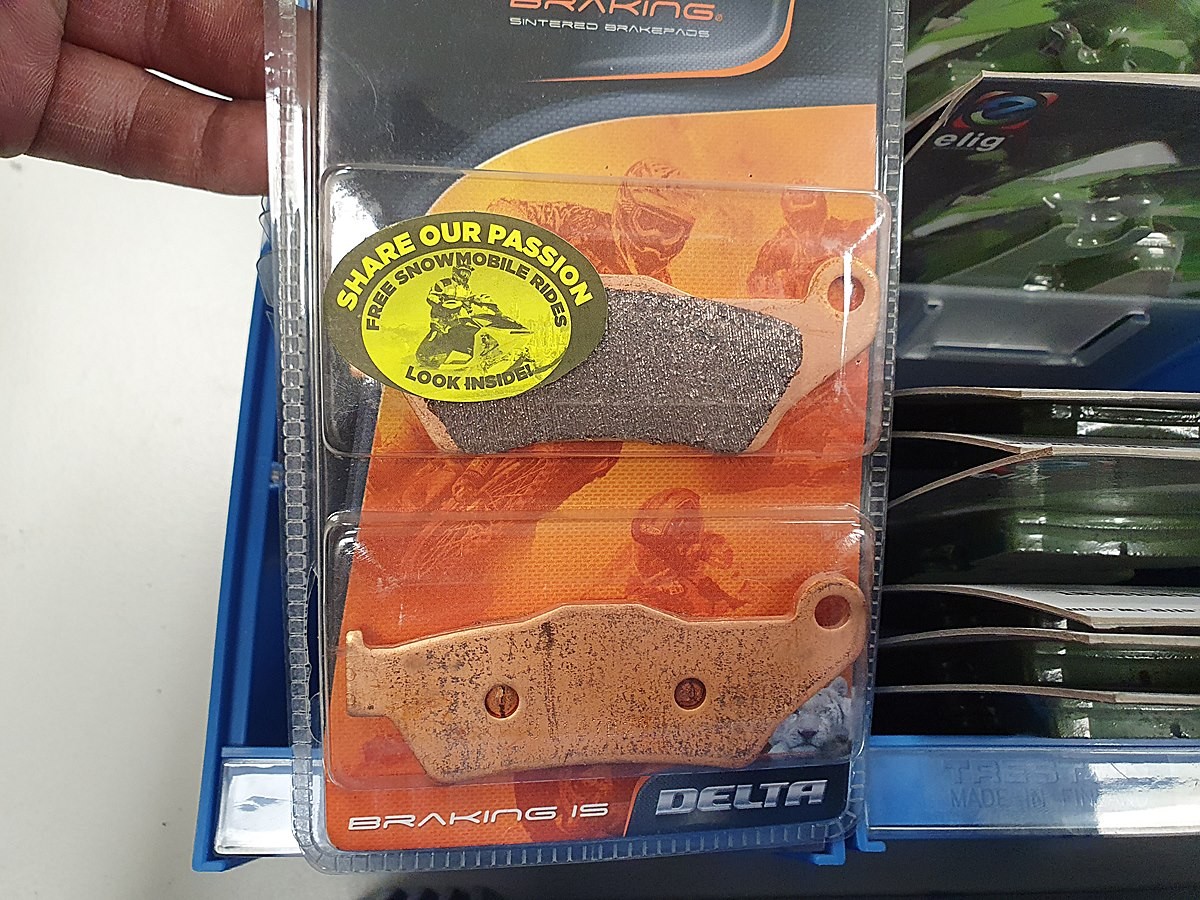 BRAKING®
SINTERED BRAKEPADS
elig
SHARE OUR PASSION
FREE SNOWMOBILE RIDES
LOOK INSIDE!
BRAKING IS
DELTA
MADE IN FIN